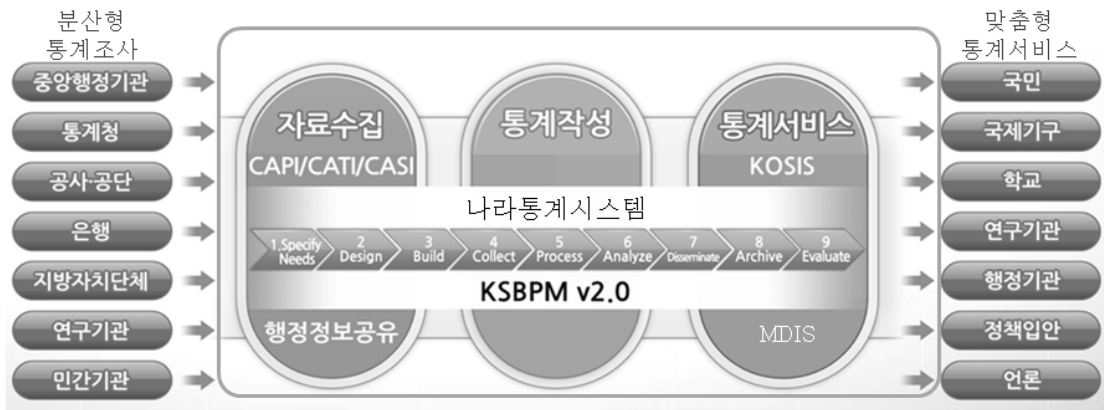 분산형
통계조사
중앙행정기관
통계청
공사·공단
은행
지방자치단체
연구기관
민간기관
자료수집
CAPI/CATI/CASI
통계작성
통계서비스
KOSIS
나라통계시스템
1.Specify Needs
2 Design
3 Build
4 Collect
5 Process
6 Analyze
7 Disseminate
8 Archive
9 Evaluate
KSBPM v2.0
행정정보공유
MDIS
맞춤형
통계서비스
국민
국제기구
학교
연구기관
행정기관
정책입안
언론